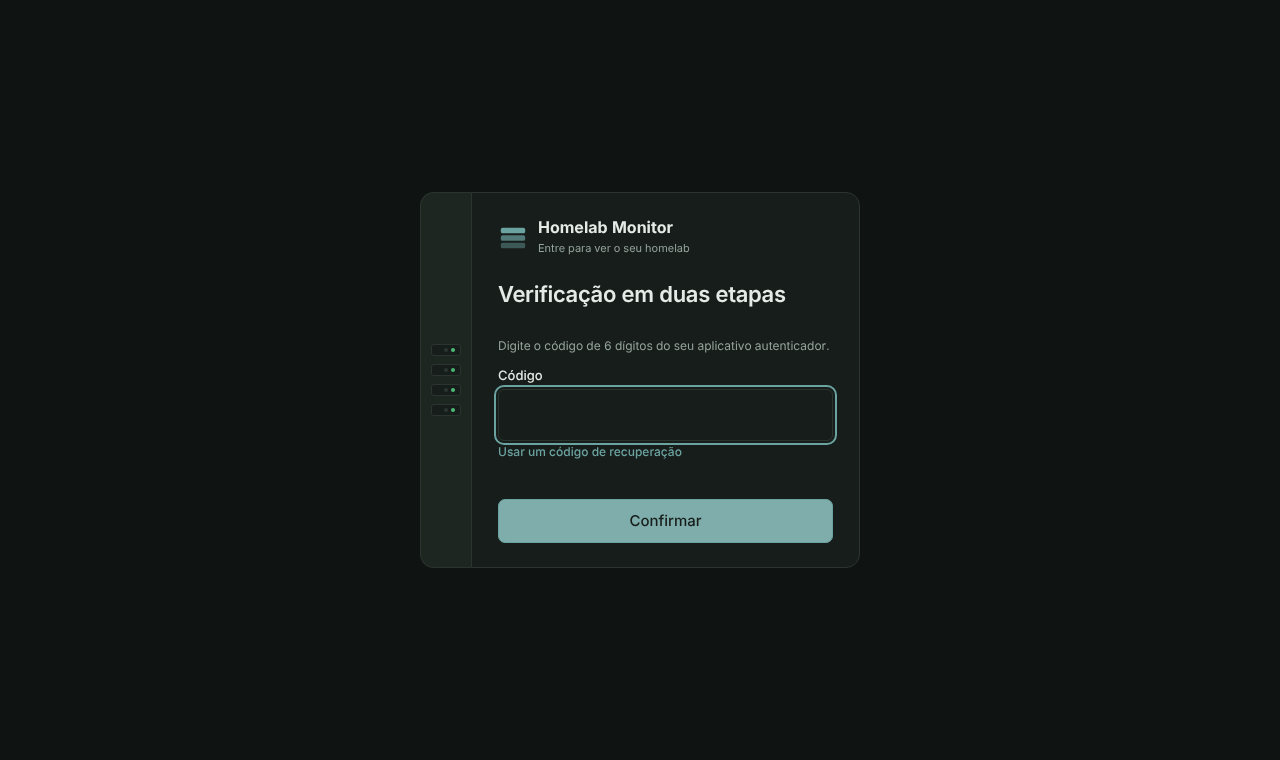 Homelab Monitor
Entre para ver o seu homelab
Verificação em duas etapas
Digite o código de 6 dígitos do seu aplicativo autenticador.
Código
Usar um código de recuperação
Confirmar